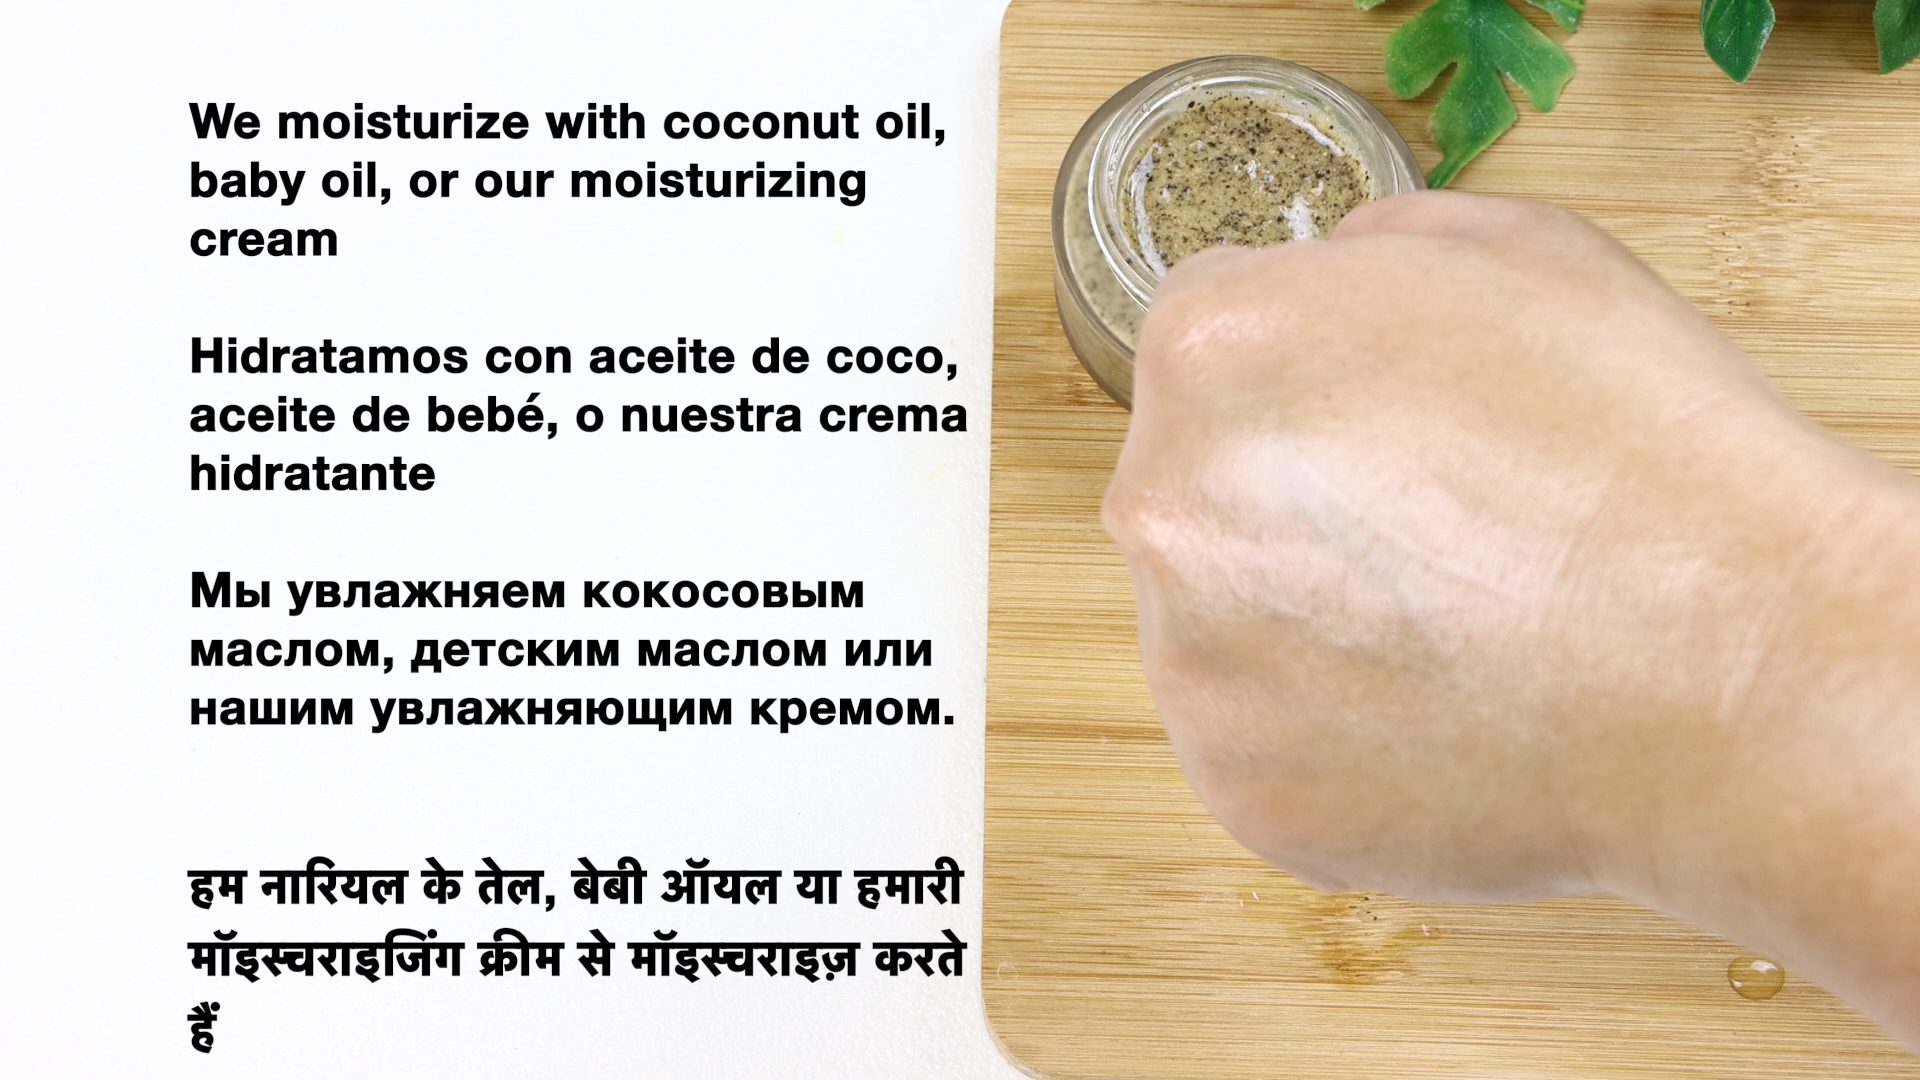 We moisturize with coconut oil,
baby oil, or our moisturizing
cream
Hidratamos con aceite de coco,
aceite de bebé, o nuestra crema
hidratante
Мы увлажняем кокосовым
маслом, детским маслом или
нашим увлажняющим кремом.
हम नारियल के तेल, बेबी ऑयल या हमारी
मॉइस्चराइजिंग क्रीम से मॉइस्चराइज़ करते
हैं